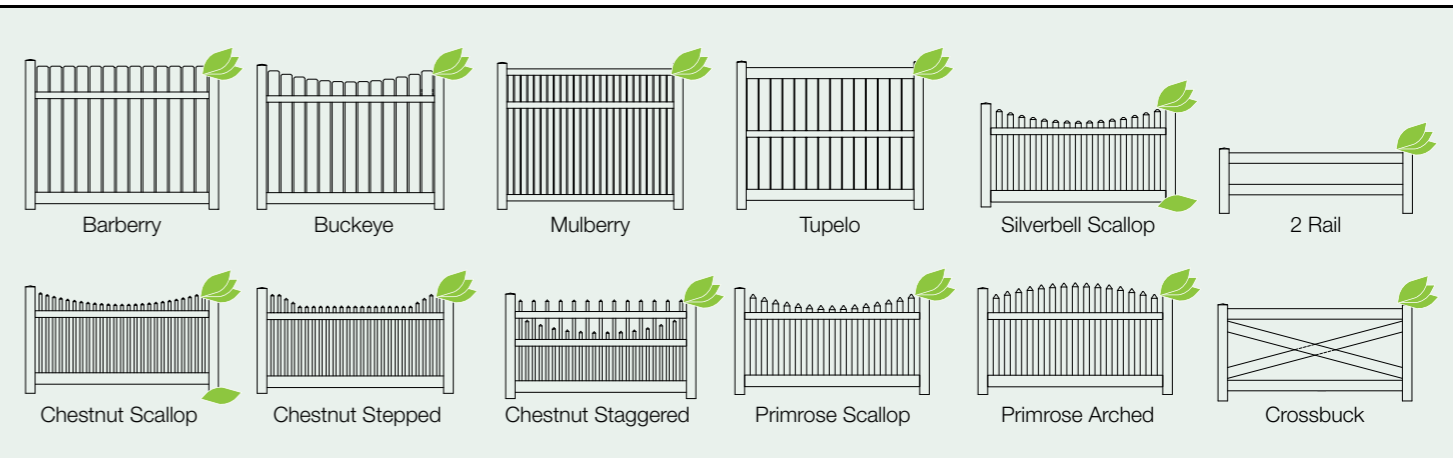 Barberry
Buckeye
Mulberry
Tupelo
Silverbell Scallop
2 Rail
Chestnut Scallop
Chestnut Stepped
Chestnut Staggered
Primrose Scallop
Primrose Arched
Crossbuck